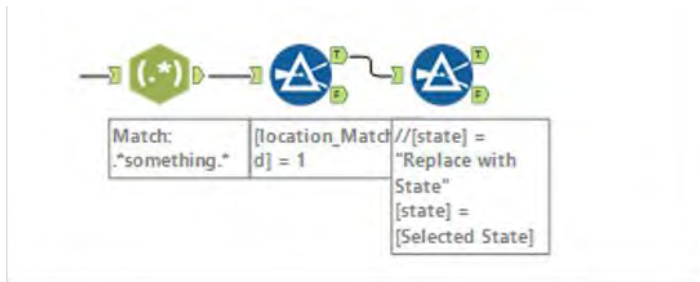 (.*)
T
F
T
F
Match:
.*something.*
[location_Matche
d] = 1
//[state] =
"Replace with
State"
[state] =
[Selected State]